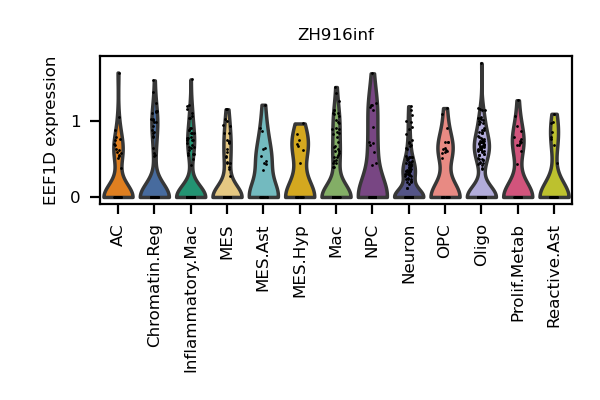 ZH916inf
EEF1D expression
1
0
AC
Chromatin.Reg
Inflammatory.Mac
MES
MES.Ast
MES.Hyp
Mac
NPC
Neuron
OPC
Oligo
Prolif.Metab
Reactive.Ast